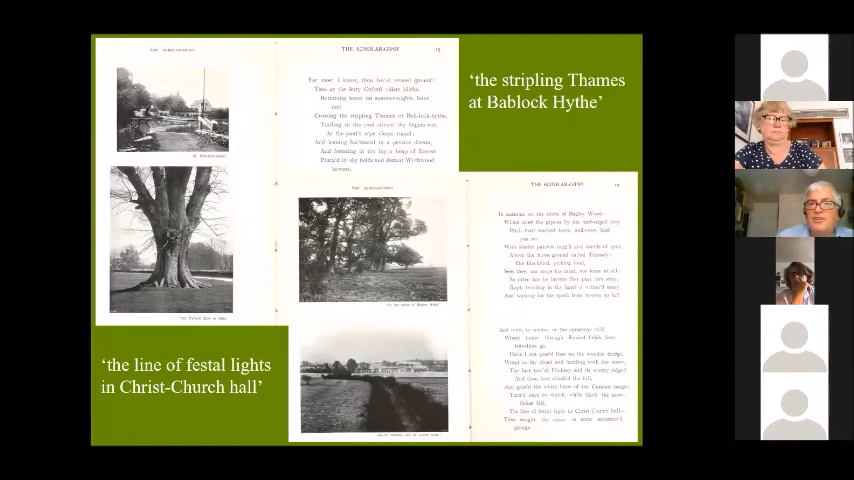 THE SCHOLAR-GIPSY
THE SCHOLAR-GIPSY 15
For most, I know, thou lov'st retired ground!
Thee at the ferry Oxford riders blithe,
Returning home on summer-nights, have
met
Crossing the stripling Thames at Bab-lock-hythe,
Trailing in the cool stream thy fingers wet,
As the punt's rope chops round;
And leaning backward in a pensive dream,
And fostering in thy lap a heap of flowers
Pluck'd in shy fields and distant Wychwood
bowers,
'the stripling Thames
at Bablock Hythe'
'the line of festal lights
in Christ-Church hall'
THE SCHOLAR-GIPSY
THE SCHOLAR-GIPSY 19
In autumn, on the skirts of Bagley Wood—
Where most the gipsies by the turf-edged way
Pitch their smoked tents, and every bush
you see
With scarlet patches tagg'd and shreds of grey,
Above the forest-ground called Thessaly—
The blackbird, picking food,
Sees thee, nor stops his meal, nor fears at all;
So often has he known thee past him stray,
Rapt, twirling in thy hand a wither'd spray,
And waiting for the spark from heaven to fall.
And once, in winter, on the causeway chill
Where home through flooded fields foot-
travellers go,
Have I not pass'd thee on the wooden bridge,
Wrapt in thy cloak and battling with the snow,
Thy face tow'rd Hinksey and its wintry ridge?
And thou hast climb'd the hill,
And gain'd the white brow of the Cumner range;
Turn'd once to watch, while thick the snow-
flakes fall,
The line of festal light in Christ-Church hall—
Then sought thy straw in some sequester'd
grange.